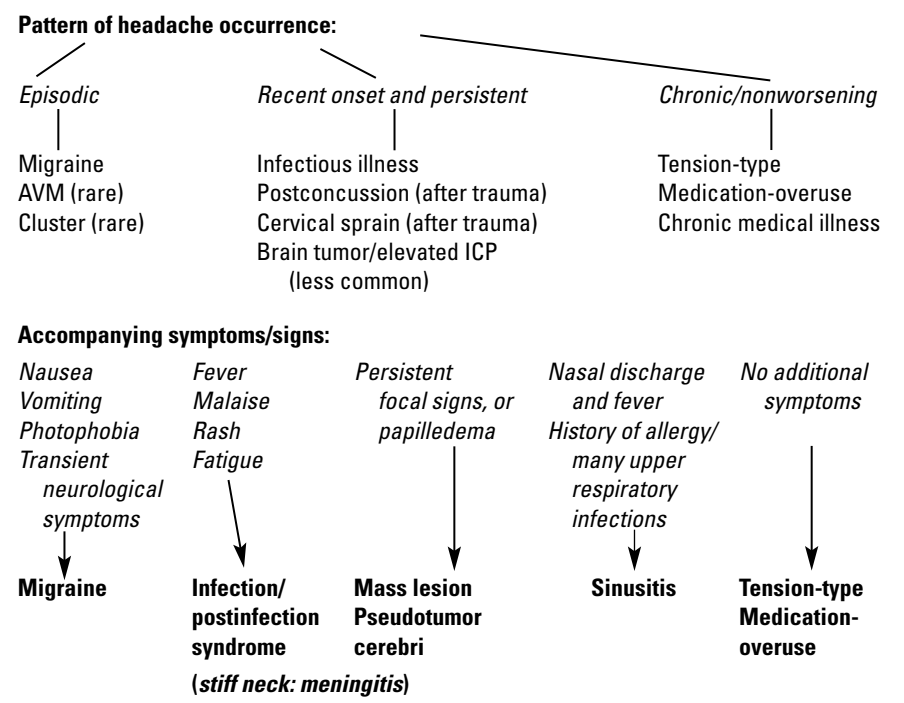 Pattern of headache occurrence:
Episodic
Recent onset and persistent
Chronic/nonworsening
Migraine
AVM (rare)
Cluster (rare)
Infectious illness
Postconcussion (after trauma)
Cervical sprain (after trauma)
Brain tumor/elevated ICP
(less common)
Tension-type
Medication-overuse
Chronic medical illness
Accompanying symptoms/signs:
Nausea
Vomiting
Photophobia
Transient
neurological
symptoms
Migraine
Fever
Malaise
Rash
Fatigue
Infection/
postinfection
syndrome
(stiff neck: meningitis)
Persistent
focal signs, or
papilledema
Mass lesion
Pseudotumor
cerebri
Nasal discharge
and fever
History of allergy/
many upper
respiratory
infections
Sinusitis
No additional
symptoms
Tension-type
Medication-
overuse